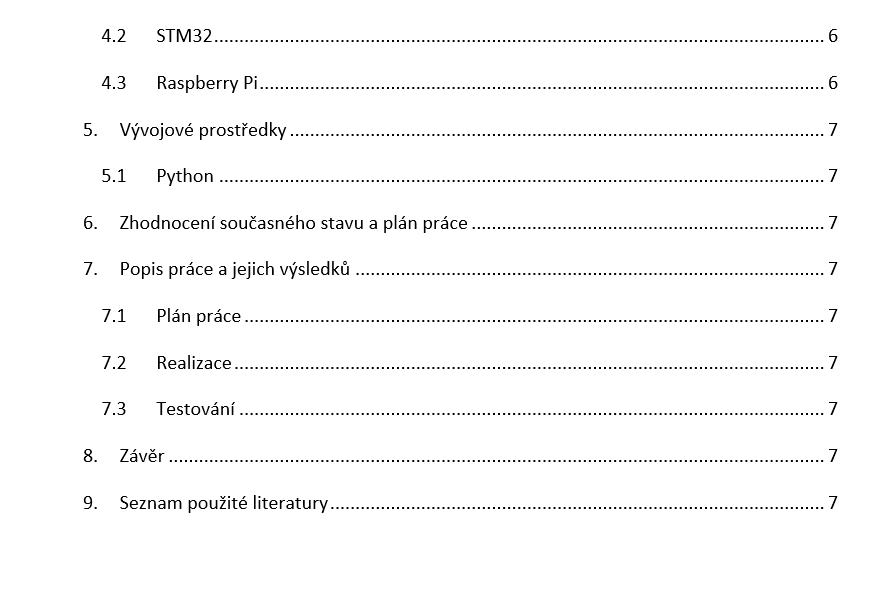 4.2 STM32........................................................................................................................ 6
4.3 Raspberry Pi................................................................................................................ 6
5. Vývojové prostředky ......................................................................................................... 7
5.1 Python ........................................................................................................................ 7
6. Zhodnocení současného stavu a plán práce ...................................................................... 7
7. Popis práce a jejich výsledků ............................................................................................ 7
7.1 Plán práce ................................................................................................................... 7
7.2 Realizace ..................................................................................................................... 7
7.3 Testování .................................................................................................................... 7
8. Závěr .................................................................................................................................. 7
9. Seznam použité literatury.................................................................................................. 7